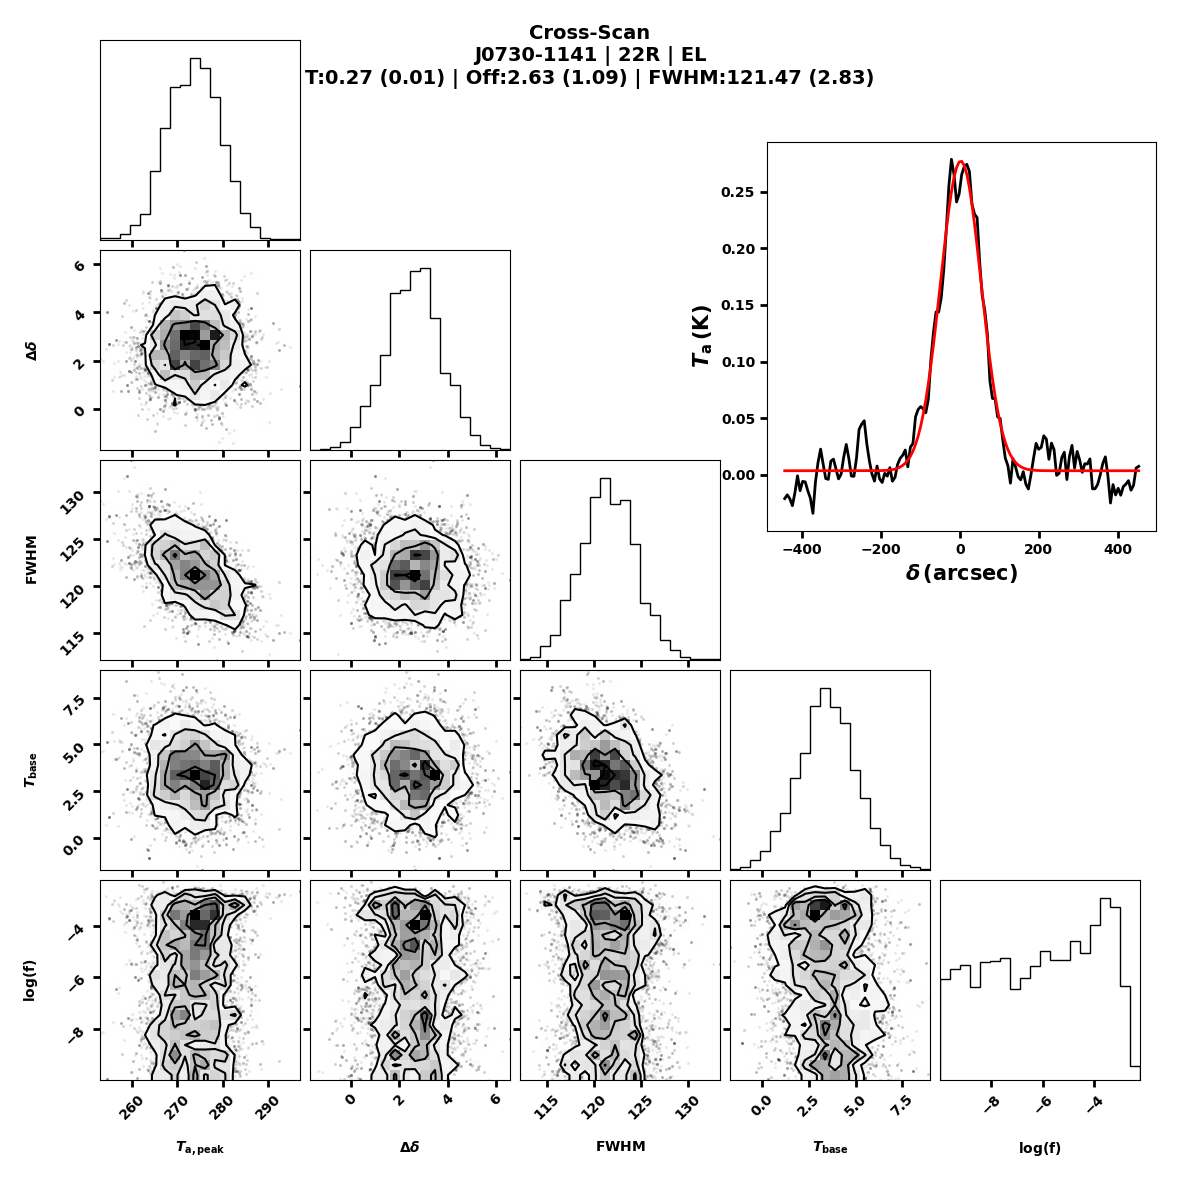 Cross-Scan
J0730-1141 | 22R | EL
T:0.27 (0.01) | Off:2.63 (1.09) | FWHM:121.47 (2.83)
0.25
0.20
0.15
0.10
0.05
0.00
Ta (K)
−400 −200 0 200 400
δ (arcsec)
6
4
2
0
Δδ
130
125
120
115
FWHM
7.5
5.0
2.5
0.0
Tbase
−4
−6
−8
log(f)
260 270 280 290
0 2 4 6
115 120 125 130
0.0 2.5 5.0 7.5
−8 −6 −4
Ta,peak
Δδ
FWHM
Tbase
log(f)